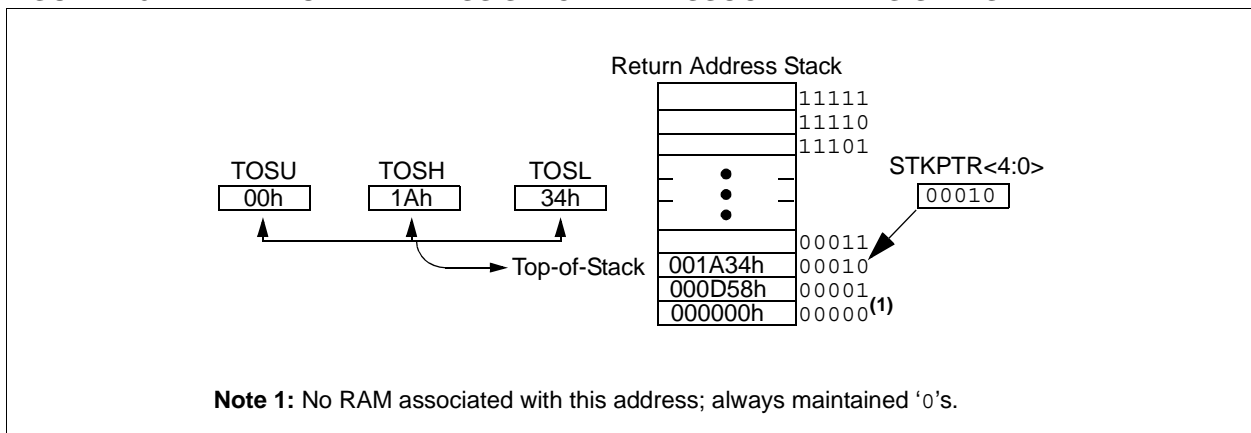 Return Address Stack
11111
11110
11101
TOSU TOSH TOSL
00h 1Ah 34h
STKPTR<4:0>
00010
00011
Top-of-Stack 001A34h 00010
000D58h 00001
000000h 00000(1)
Note 1: No RAM associated with this address; always maintained ‘0’s.